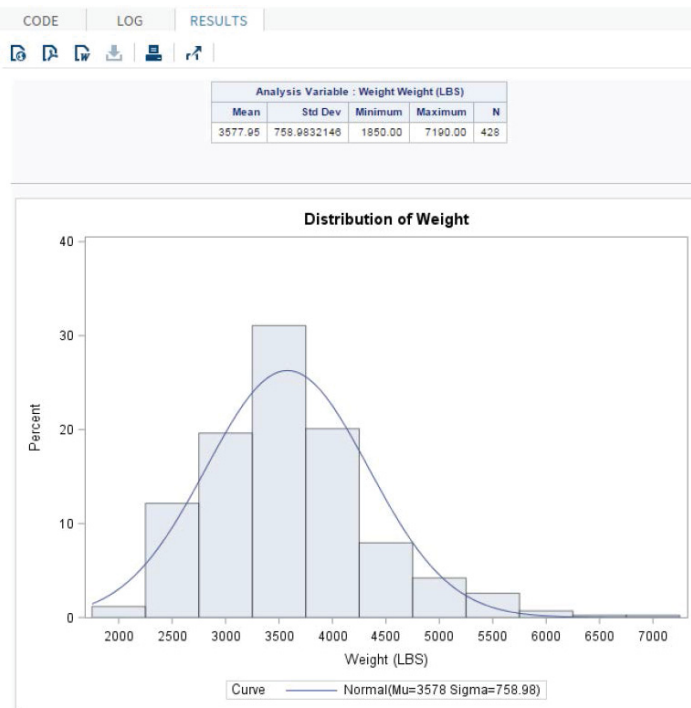 CODE LOG RESULTS
Analysis Variable : Weight Weight (LBS)
Mean Std Dev Minimum Maximum N
3577.95 758.9832146 1850.00 7190.00 428
Distribution of Weight
40
30
20
10
0
Percent
2000 2500 3000 3500 4000 4500 5000 5500 6000 6500 7000
Weight (LBS)
Curve Normal(Mu=3578 Sigma=758.98)